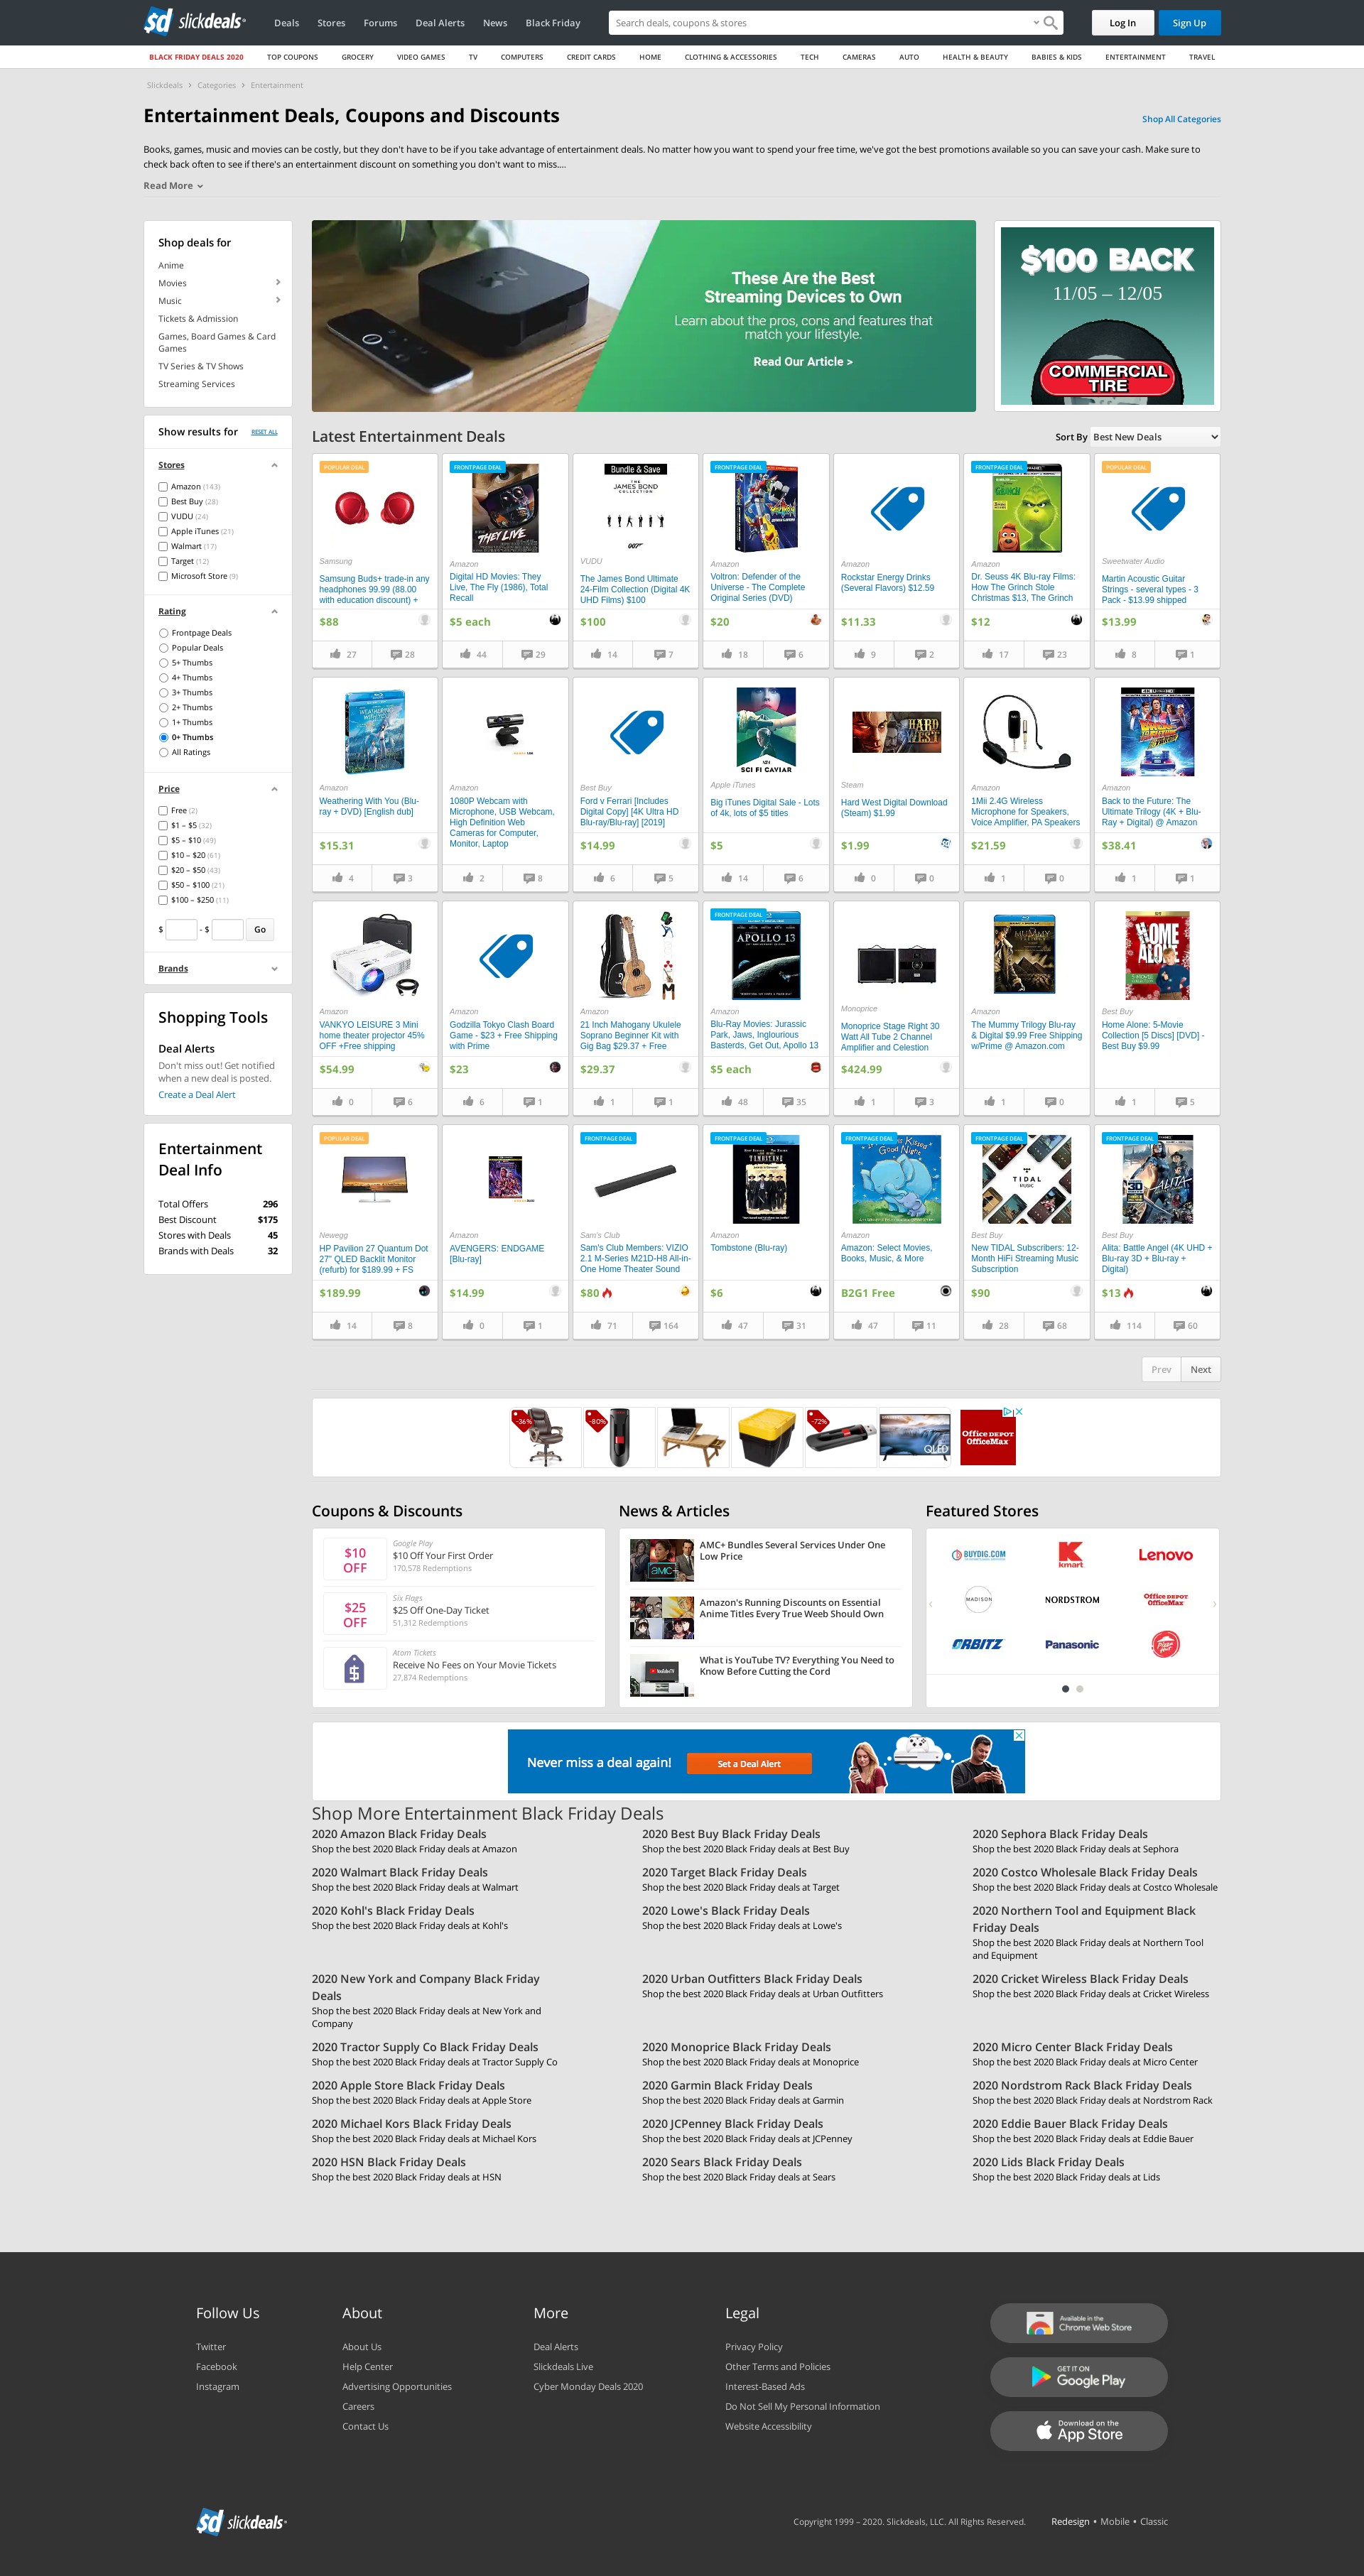 sd slickdeals
Deals Stores Forums Deal Alerts News Black Friday
Search deals, coupons & stores
Log In
Sign Up
BLACK FRIDAY DEALS 2020 TOP COUPONS GROCERY VIDEO GAMES TV COMPUTERS CREDIT CARDS HOME CLOTHING & ACCESSORIES TECH CAMERAS AUTO HEALTH & BEAUTY BABIES & KIDS ENTERTAINMENT TRAVEL
Slickdeals › Categories › Entertainment
Entertainment Deals, Coupons and Discounts
Shop All Categories
Books, games, music and movies can be costly, but they don't have to be if you take advantage of entertainment deals. No matter how you want to spend your free time, we've got the best promotions available so you can save your cash. Make sure to
check back often to see if there's an entertainment discount on something you don't want to miss....
Read More
Shop deals for
Anime
Movies
Music
Tickets & Admission
Games, Board Games & Card
Games
TV Series & TV Shows
Streaming Services
Show results for RESET ALL
Stores
Amazon (143)
Best Buy (28)
VUDU (24)
Apple iTunes (21)
Walmart (17)
Target (12)
Microsoft Store (9)
Rating
Frontpage Deals
Popular Deals
5+ Thumbs
4+ Thumbs
3+ Thumbs
2+ Thumbs
1+ Thumbs
0+ Thumbs
All Ratings
Price
Free (2)
$1 – $5 (32)
$5 – $10 (49)
$10 – $20 (61)
$20 – $50 (43)
$50 – $100 (21)
$100 – $250 (11)
$ - $ Go
Brands
Shopping Tools
Deal Alerts
Don't miss out! Get notified
when a new deal is posted.
Create a Deal Alert
Entertainment
Deal Info
Total Offers 296
Best Discount $175
Stores with Deals 45
Brands with Deals 32
tv
These Are the Best
Streaming Devices to Own
Learn about the pros, cons and features that
match your lifestyle.
Read Our Article >
$100 BACK
11/05 – 12/05
COMMERCIAL
TIRE
Latest Entertainment Deals
Sort By Best New Deals
POPULAR DEAL
Samsung
Samsung Buds+ trade-in any
headphones 99.99 (88.00
with education discount) +
$88
27 28
FRONTPAGE DEAL
THEY LIVE
Amazon
Digital HD Movies: They
Live, The Fly (1986), Total
Recall
$5 each
44 29
Bundle & Save
THE
JAMES BOND
COLLECTION
007
VUDU
The James Bond Ultimate
24-Film Collection (Digital 4K
UHD Films) $100
$100
14 7
FRONTPAGE DEAL
Amazon
Voltron: Defender of the
Universe - The Complete
Original Series (DVD)
$20
18 6
Amazon
Rockstar Energy Drinks
(Several Flavors) $12.59
$11.33
9 2
FRONTPAGE DEAL
GRINCH
Amazon
Dr. Seuss 4K Blu-ray Films:
How The Grinch Stole
Christmas $13, The Grinch
$12
17 23
POPULAR DEAL
Sweetwater Audio
Martin Acoustic Guitar
Strings - several types - 3
Pack - $13.99 shipped
$13.99
8 1
WEATHERING
WITH YOU
Amazon
Weathering With You (Blu-
ray + DVD) [English dub]
$15.31
4 3
Amazon
1080P Webcam with
Microphone, USB Webcam,
High Definition Web
Cameras for Computer,
Monitor, Laptop
2 8
Best Buy
Ford v Ferrari [Includes
Digital Copy] [4K Ultra HD
Blu-ray/Blu-ray] [2019]
$14.99
6 5
SCI FI CAVIAR
Apple iTunes
Big iTunes Digital Sale - Lots
of 4k, lots of $5 titles
$5
14 6
HARD
WEST
Steam
Hard West Digital Download
(Steam) $1.99
$1.99
0 0
Amazon
1Mii 2.4G Wireless
Microphone for Speakers,
Voice Amplifier, PA Speakers
$21.59
1 0
BACK
FUTURE
Amazon
Back to the Future: The
Ultimate Trilogy (4K + Blu-
Ray + Digital) @ Amazon
$38.41
1 1
Amazon
VANKYO LEISURE 3 Mini
home theater projector 45%
OFF +Free shipping
$54.99
0 6
Amazon
Godzilla Tokyo Clash Board
Game - $23 + Free Shipping
with Prime
$23
6 1
Amazon
21 Inch Mahogany Ukulele
Soprano Beginner Kit with
Gig Bag $29.37 + Free
$29.37
1 1
FRONTPAGE DEAL
APOLLO 13
Amazon
Blu-Ray Movies: Jurassic
Park, Jaws, Inglourious
Basterds, Get Out, Apollo 13
$5 each
48 35
Monoprice
Monoprice Stage Right 30
Watt All Tube 2 Channel
Amplifier and Celestion
$424.99
1 3
MUMMY
Amazon
The Mummy Trilogy Blu-ray
& Digital $9.99 Free Shipping
w/Prime @ Amazon.com
1 0
HOME
ALONE
Best Buy
Home Alone: 5-Movie
Collection [5 Discs] [DVD] -
Best Buy $9.99
1 5
POPULAR DEAL
Newegg
HP Pavilion 27 Quantum Dot
27" QLED Backlit Monitor
(refurb) for $189.99 + FS
$189.99
14 8
Amazon
AVENGERS: ENDGAME
[Blu-ray]
$14.99
0 1
FRONTPAGE DEAL
Sam's Club
Sam's Club Members: VIZIO
2.1 M-Series M21D-H8 All-in-
One Home Theater Sound
$80
71 164
FRONTPAGE DEAL
TOMBSTONE
Amazon
Tombstone (Blu-ray)
$6
47 31
FRONTPAGE DEAL
Kissed
Good Night
Amazon
Amazon: Select Movies,
Books, Music, & More
B2G1 Free
47 11
FRONTPAGE DEAL
TIDAL
MUSIC
Best Buy
New TIDAL Subscribers: 12-
Month HiFi Streaming Music
Subscription
$90
28 68
FRONTPAGE DEAL
ALITA
3D
Best Buy
Alita: Battle Angel (4K UHD +
Blu-ray 3D + Blu-ray +
Digital)
$13
114 60
Prev Next
-36%
-80%
-72%
QLED
Office DEPOT
OfficeMax
Coupons & Discounts
$10
OFF
Google Play
$10 Off Your First Order
170,578 Redemptions
$25
OFF
Six Flags
$25 Off One-Day Ticket
51,312 Redemptions
$
Atom Tickets
Receive No Fees on Your Movie Tickets
27,874 Redemptions
News & Articles
AMC
AMC+ Bundles Several Services Under One
Low Price
Amazon's Running Discounts on Essential
Anime Titles Every True Weeb Should Own
YouTube TV
What is YouTube TV? Everything You Need to
Know Before Cutting the Cord
Featured Stores
BUYDIG.COM
K
kmart
Lenovo
MADISON
NORDSTROM
Office DEPOT
OfficeMax
ORBITZ
Panasonic
Pizza Hut
Never miss a deal again!
Set a Deal Alert
Shop More Entertainment Black Friday Deals
2020 Amazon Black Friday Deals
Shop the best 2020 Black Friday deals at Amazon
2020 Best Buy Black Friday Deals
Shop the best 2020 Black Friday deals at Best Buy
2020 Sephora Black Friday Deals
Shop the best 2020 Black Friday deals at Sephora
2020 Walmart Black Friday Deals
Shop the best 2020 Black Friday deals at Walmart
2020 Target Black Friday Deals
Shop the best 2020 Black Friday deals at Target
2020 Costco Wholesale Black Friday Deals
Shop the best 2020 Black Friday deals at Costco Wholesale
2020 Kohl's Black Friday Deals
Shop the best 2020 Black Friday deals at Kohl's
2020 Lowe's Black Friday Deals
Shop the best 2020 Black Friday deals at Lowe's
2020 Northern Tool and Equipment Black
Friday Deals
Shop the best 2020 Black Friday deals at Northern Tool
and Equipment
2020 New York and Company Black Friday
Deals
Shop the best 2020 Black Friday deals at New York and
Company
2020 Urban Outfitters Black Friday Deals
Shop the best 2020 Black Friday deals at Urban Outfitters
2020 Cricket Wireless Black Friday Deals
Shop the best 2020 Black Friday deals at Cricket Wireless
2020 Tractor Supply Co Black Friday Deals
Shop the best 2020 Black Friday deals at Tractor Supply Co
2020 Monoprice Black Friday Deals
Shop the best 2020 Black Friday deals at Monoprice
2020 Micro Center Black Friday Deals
Shop the best 2020 Black Friday deals at Micro Center
2020 Apple Store Black Friday Deals
Shop the best 2020 Black Friday deals at Apple Store
2020 Garmin Black Friday Deals
Shop the best 2020 Black Friday deals at Garmin
2020 Nordstrom Rack Black Friday Deals
Shop the best 2020 Black Friday deals at Nordstrom Rack
2020 Michael Kors Black Friday Deals
Shop the best 2020 Black Friday deals at Michael Kors
2020 JCPenney Black Friday Deals
Shop the best 2020 Black Friday deals at JCPenney
2020 Eddie Bauer Black Friday Deals
Shop the best 2020 Black Friday deals at Eddie Bauer
2020 HSN Black Friday Deals
Shop the best 2020 Black Friday deals at HSN
2020 Sears Black Friday Deals
Shop the best 2020 Black Friday deals at Sears
2020 Lids Black Friday Deals
Shop the best 2020 Black Friday deals at Lids
Follow Us
Twitter
Facebook
Instagram
About
About Us
Help Center
Advertising Opportunities
Careers
Contact Us
More
Deal Alerts
Slickdeals Live
Cyber Monday Deals 2020
Legal
Privacy Policy
Other Terms and Policies
Interest-Based Ads
Do Not Sell My Personal Information
Website Accessibility
Available in the
Chrome Web Store
GET IT ON
Google Play
Download on the
App Store
sd slickdeals
Copyright 1999 – 2020. Slickdeals, LLC. All Rights Reserved.
Redesign • Mobile • Classic